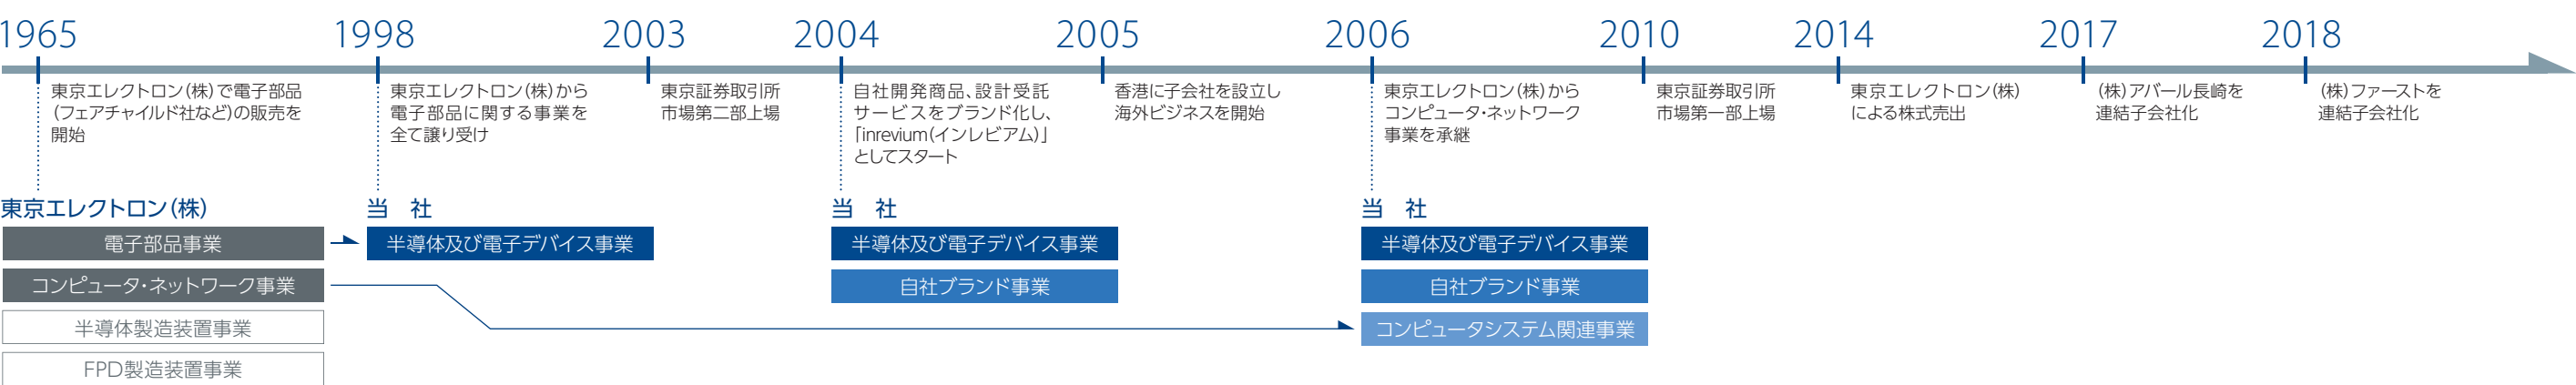 1965
東京エレクトロン(株)で電子部品
(フェアチャイルド社など)の販売を
開始
1998
東京エレクトロン(株)から
電子部品に関する事業を
全て譲り受け
2003
東京証券取引所
市場第二部上場
2004
自社開発商品、設計受託
サービスをブランド化し、
「inrevium(インレビアム)」
としてスタート
2005
香港に子会社を設立し
海外ビジネスを開始
2006
東京エレクトロン(株)から
コンピュータ・ネットワーク
事業を承継
2010
東京証券取引所
市場第一部上場
2014
東京エレクトロン(株)
による株式売出
2017
(株)アバール長崎を
連結子会社化
2018
(株)ファーストを
連結子会社化
東京エレクトロン(株)
電子部品事業
コンピュータ・ネットワーク事業
半導体製造装置事業
FPD製造装置事業
当 社
半導体及び電子デバイス事業
当 社
半導体及び電子デバイス事業
自社ブランド事業
当 社
半導体及び電子デバイス事業
自社ブランド事業
コンピュータシステム関連事業